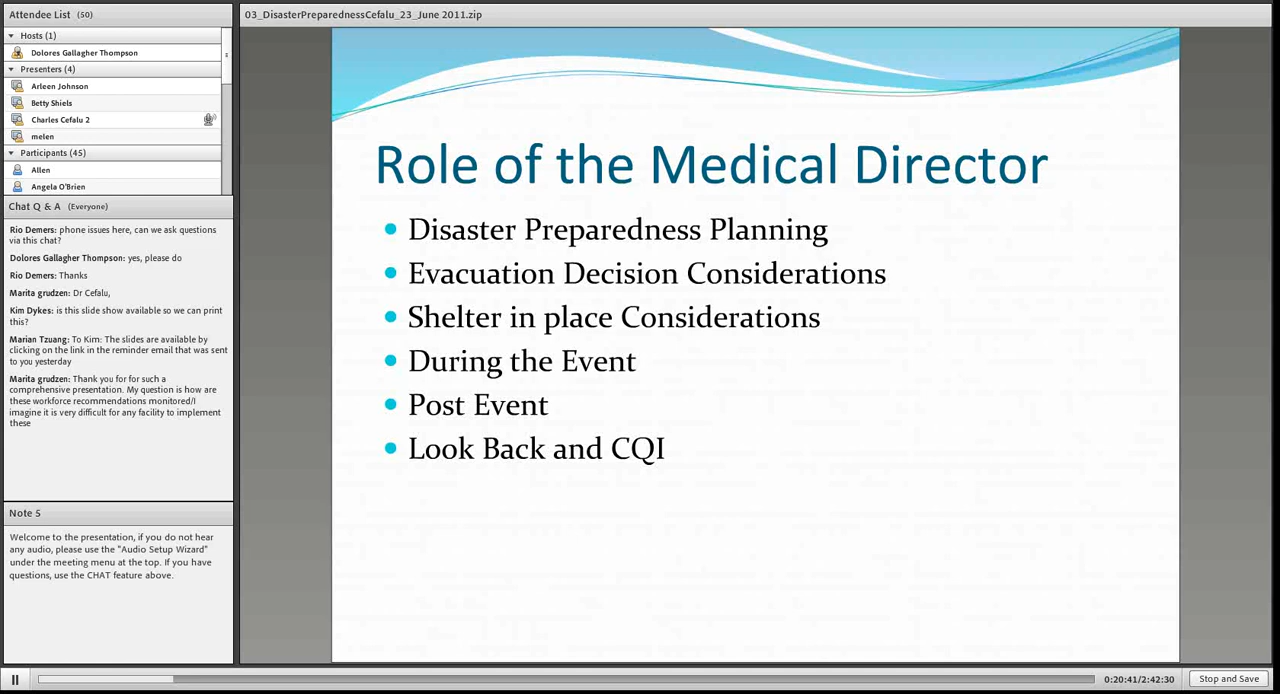 Attendee List (50)
Hosts (1)
Dolores Gallagher Thompson
Presenters (4)
Arleen Johnson
Betty Shiels
Charles Cefalu 2
melen
Participants (45)
Allen
Angela O'Brien
Chat Q & A (Everyone)
Rio Demers: phone issues here, can we ask questions
via this chat?
Dolores Gallagher Thompson: yes, please do
Rio Demers: Thanks
Marita grudzen: Dr Cefalu,
Kim Dykes: is this slide show available so we can print
this?
Marian Tzuang: To Kim: The slides are available by
clicking on the link in the reminder email that was sent
to you yesterday
Marita grudzen: Thank you for for such a
comprehensive presentation. My question is how are
these workforce recommendations monitored/I
imagine it is very difficult for any facility to implement
these
Note 5
Welcome to the presentation, if you do not hear
any audio, please use the "Audio Setup Wizard"
under the meeting menu at the top. If you have
questions, use the CHAT feature above.
03_DisasterPreparednessCefalu_23_June 2011.zip
Role of the Medical Director
Disaster Preparedness Planning
Evacuation Decision Considerations
Shelter in place Considerations
During the Event
Post Event
Look Back and CQI
0:20:41/2:42:30
Stop and Save